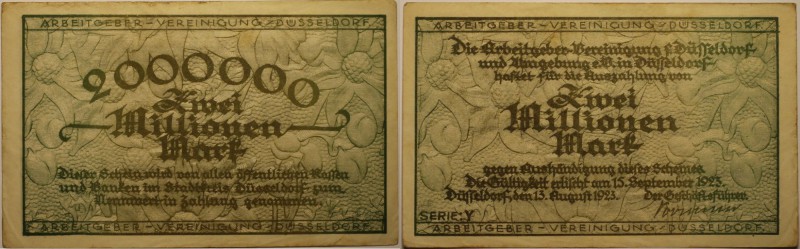 ARBEITGEBER - VEREINIGUNG - DÜSSELDORF
2000000
Zwei
Millionen
Mark
Dieser Schein wird von allen öffentlichen Kassen
und Banken im Stadtkreis Düsseldorf zum
Nennwert in Zahlung genommen.
ARBEITGEBER - VEREINIGUNG - DÜSSELDORF
ARBEITGEBER - VEREINIGUNG - DÜSSELDORF
Die Arbeitgeber-Vereinigung f. Düsseldorf
und Umgebung e.V. in Düsseldorf
haftet für die Auszahlung von
Zwei
Millionen
Mark
gegen Aushändigung dieses Scheines.
Die Gültigkeit erlischt am 15. September 1923.
Düsseldorf, den 13. August 1923. Der Geschäftsführer:
SERIE: Y
ARBEITGEBER - VEREINIGUNG - DÜSSELDORF